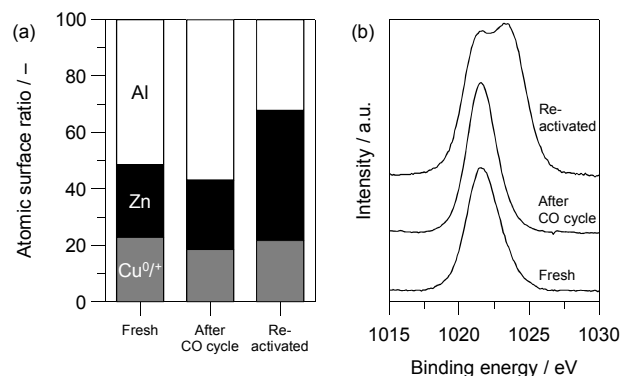 (a)
Atomic surface ratio / –
100
80
60
40
20
0
Al
Zn
Cu⁰/⁺
Fresh
After
CO cycle
Re-
activated
(b)
Intensity / a.u.
Re-
activated
After
CO cycle
Fresh
1015
1020
1025
1030
Binding energy / eV